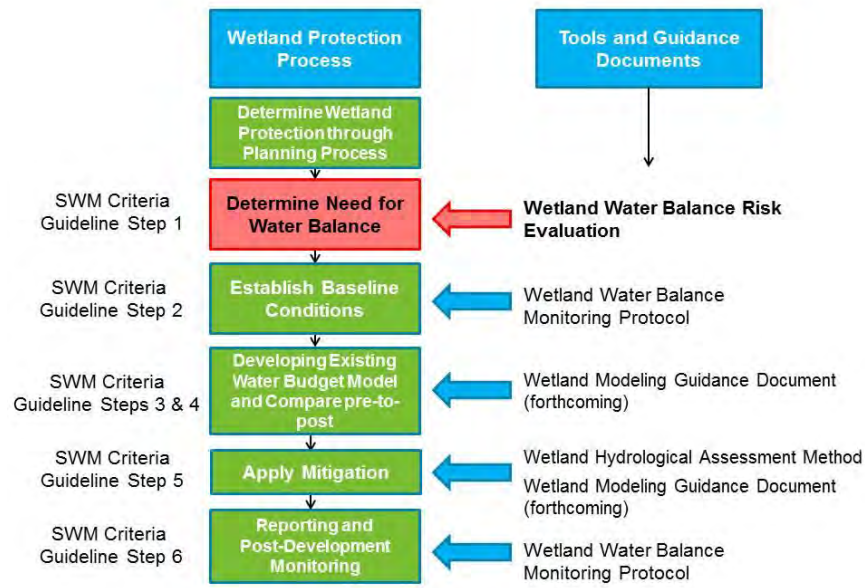 Wetland Protection
Process
Tools and Guidance
Documents
Determine Wetland
Protection through
Planning Process
SWM Criteria
Guideline Step 1
Determine Need for
Water Balance
Wetland Water Balance Risk
Evaluation
SWM Criteria
Guideline Step 2
Establish Baseline
Conditions
Wetland Water Balance
Monitoring Protocol
SWM Criteria
Guideline Steps 3 & 4
Developing Existing
Water Budget Model
and Compare pre-to-
post
Wetland Modeling Guidance Document
(forthcoming)
SWM Criteria
Guideline Step 5
Apply Mitigation
Wetland Hydrological Assessment Method
Wetland Modeling Guidance Document
(forthcoming)
SWM Criteria
Guideline Step 6
Reporting and
Post-Development
Monitoring
Wetland Water Balance
Monitoring Protocol